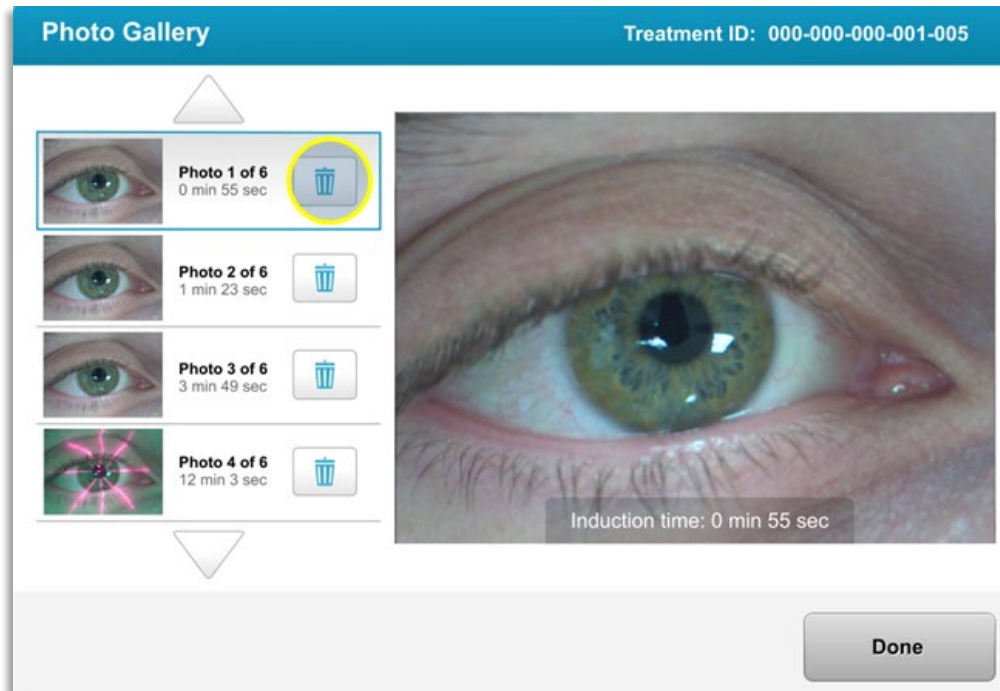 Photo Gallery
Treatment ID: 000-000-000-001-005
Photo 1 of 6
0 min 55 sec
Photo 2 of 6
1 min 23 sec
Photo 3 of 6
3 min 49 sec
Photo 4 of 6
12 min 3 sec
Induction time: 0 min 55 sec
Done